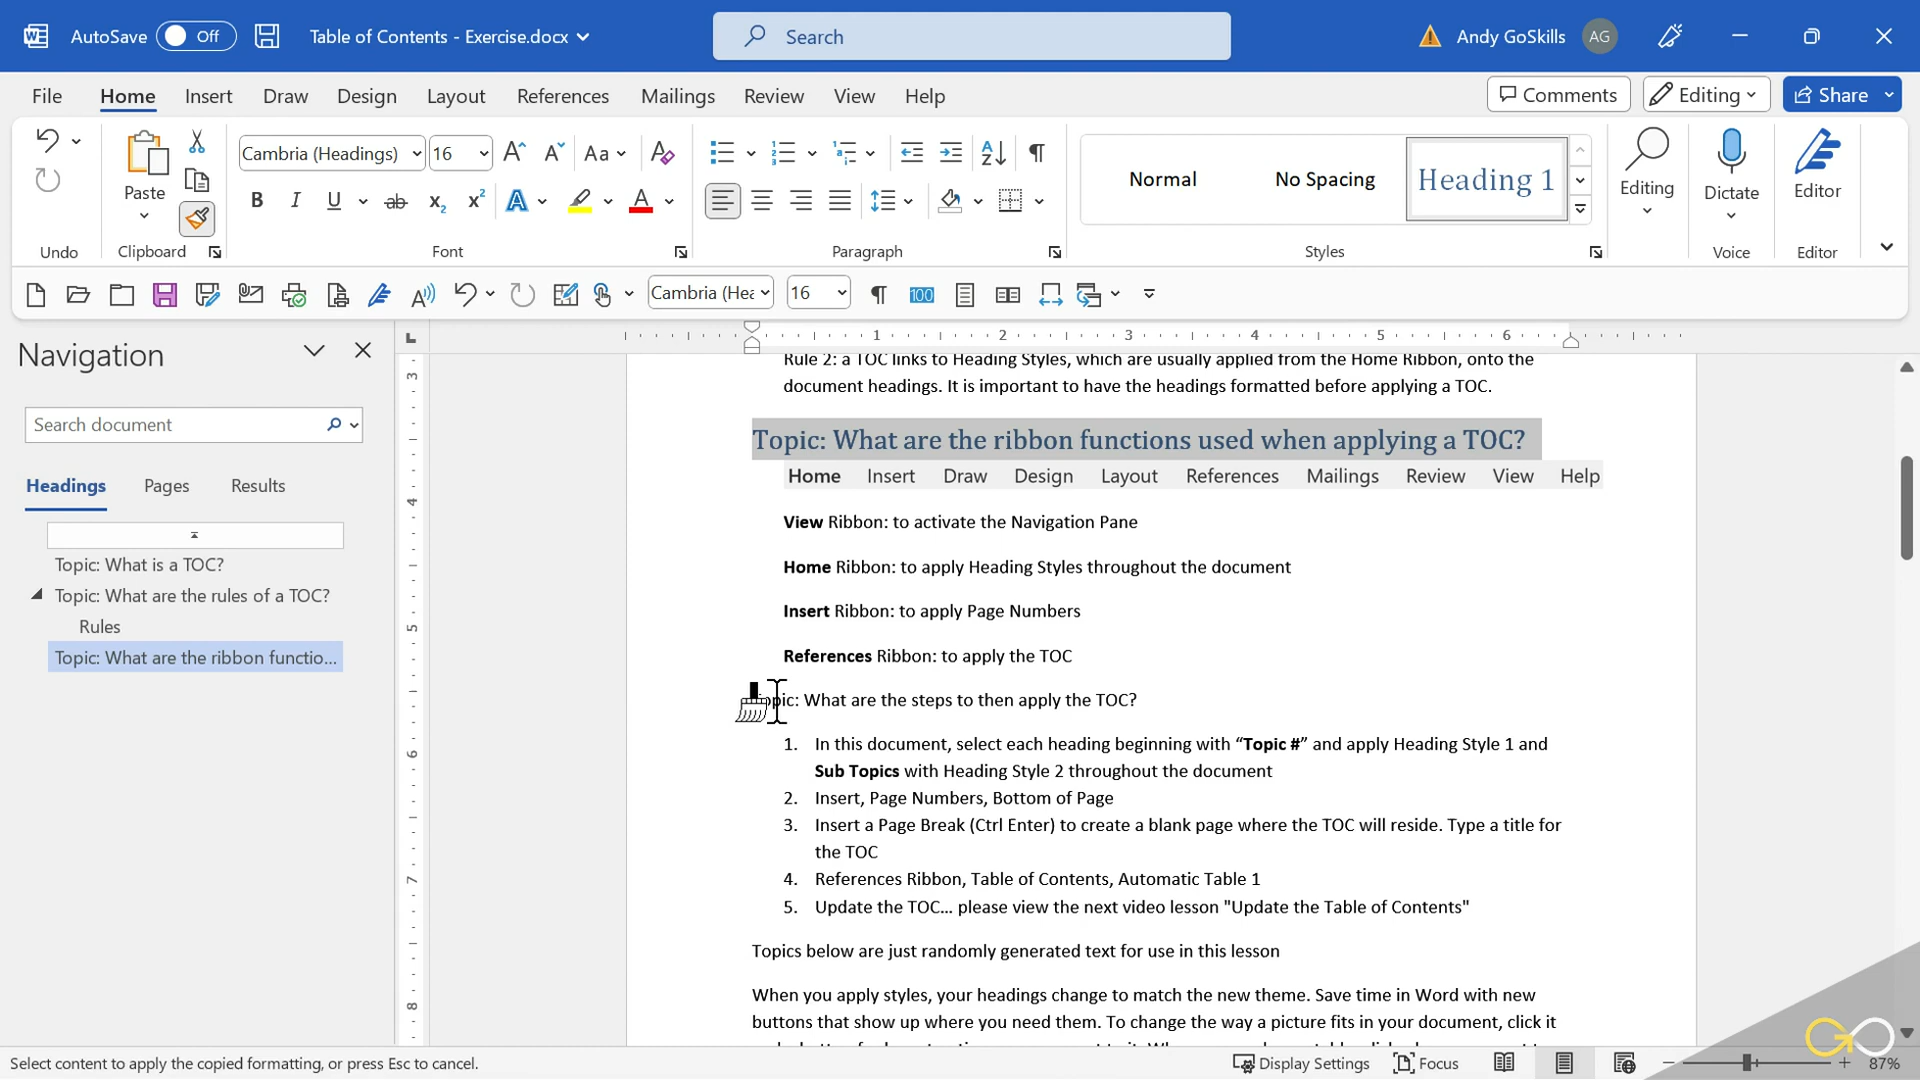 AutoSave Off Table of Contents - Exercise.docx Search Andy GoSkills AG
File Home Insert Draw Design Layout References Mailings Review View Help Comments Editing Share
Paste Cambria (Headings) 16 Aa Normal No Spacing Heading 1 Editing Dictate Editor
Undo Clipboard Font Paragraph Styles Voice Editor
Cambria (Hea 16 100
Navigation
Search document
Headings Pages Results
Topic: What is a TOC?
Topic: What are the rules of a TOC?
Rules
Topic: What are the ribbon functio...
1 2 3 4 5 6
3
4
5
6
7
8
Rule 2: a TOC links to Heading Styles, which are usually applied from the Home Ribbon, onto the
document headings. It is important to have the headings formatted before applying a TOC.
Topic: What are the ribbon functions used when applying a TOC?
Home Insert Draw Design Layout References Mailings Review View Help
View Ribbon: to activate the Navigation Pane
Home Ribbon: to apply Heading Styles throughout the document
Insert Ribbon: to apply Page Numbers
References Ribbon: to apply the TOC
Topic: What are the steps to then apply the TOC?
1. In this document, select each heading beginning with “Topic #” and apply Heading Style 1 and
Sub Topics with Heading Style 2 throughout the document
2. Insert, Page Numbers, Bottom of Page
3. Insert a Page Break (Ctrl Enter) to create a blank page where the TOC will reside. Type a title for
the TOC
4. References Ribbon, Table of Contents, Automatic Table 1
5. Update the TOC… please view the next video lesson "Update the Table of Contents"
Topics below are just randomly generated text for use in this lesson
When you apply styles, your headings change to match the new theme. Save time in Word with new
buttons that show up where you need them. To change the way a picture fits in your document, click it
Select content to apply the copied formatting, or press Esc to cancel. Display Settings Focus 87%